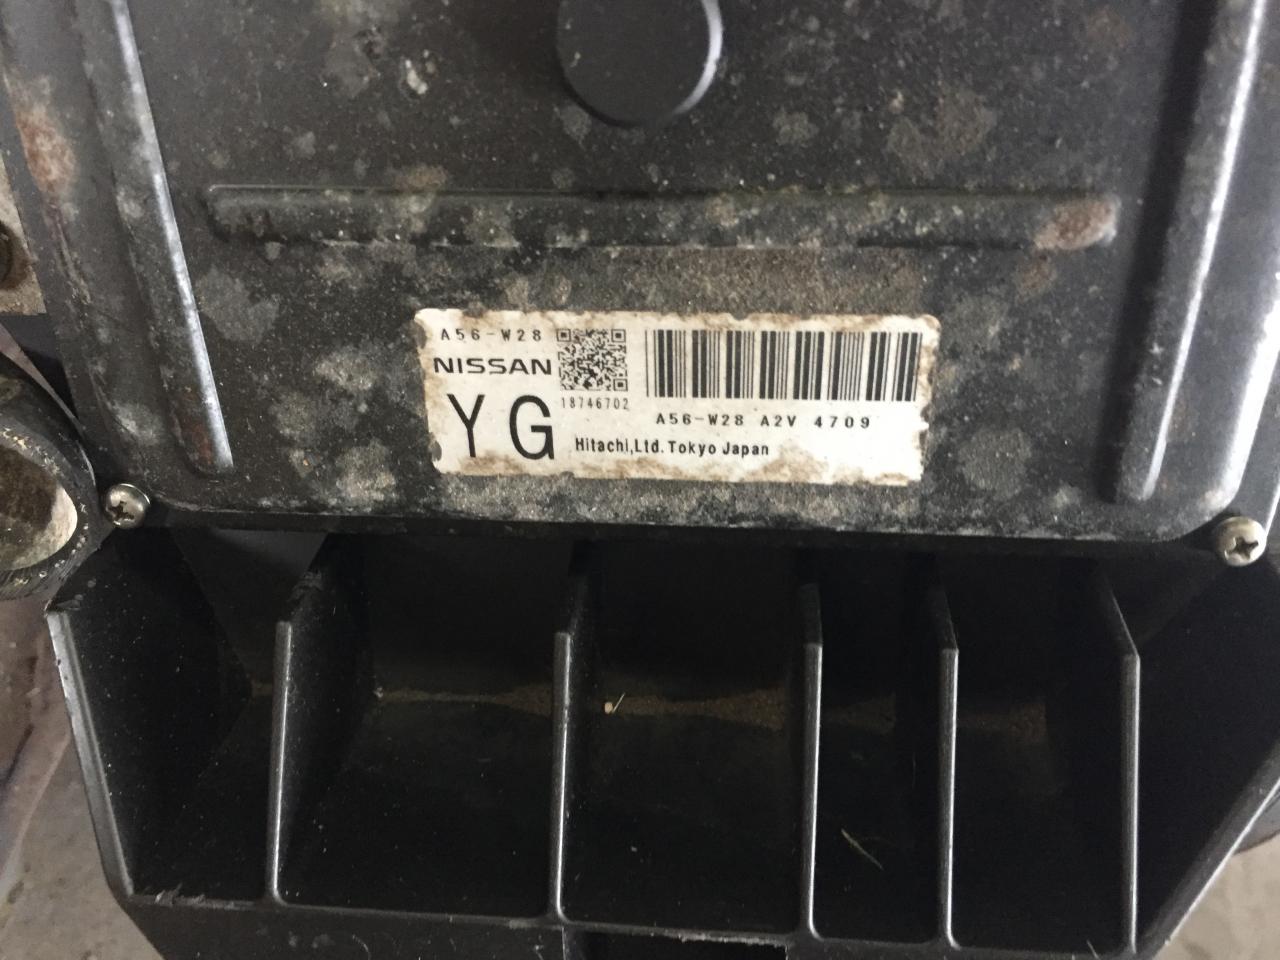 A56-W28
NISSAN
18746702
YG
A56-W28 A2V 4709
Hitachi,Ltd. Tokyo Japan